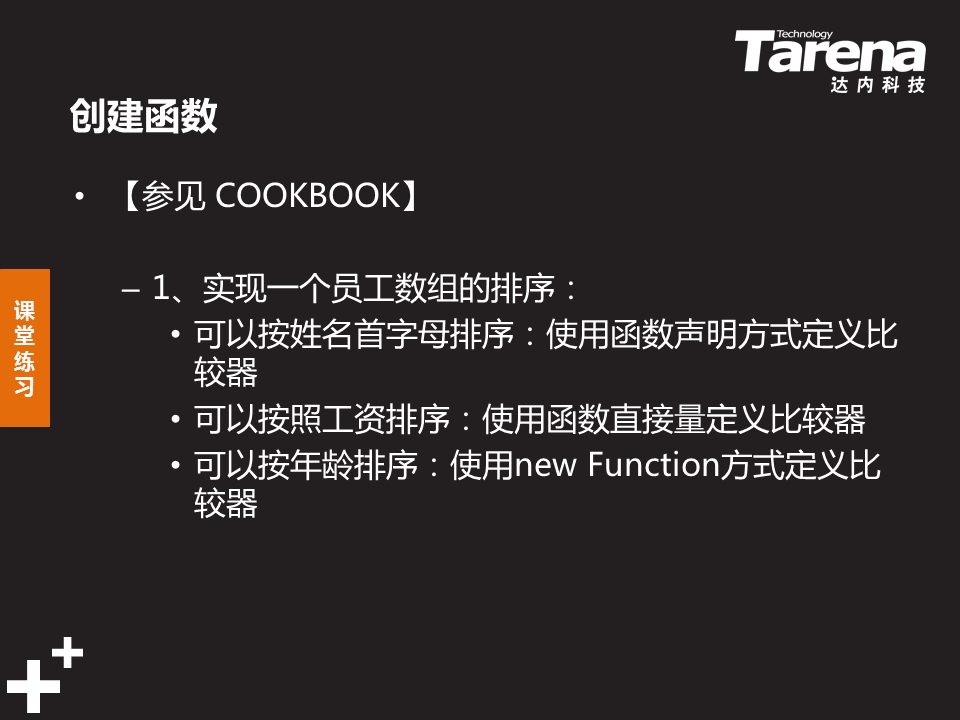 Technology
Tarena
达内科技
创建函数
• 【参见 COOKBOOK】
– 1、实现一个员工数组的排序：
• 可以按姓名首字母排序：使用函数声明方式定义比
较器
• 可以按照工资排序：使用函数直接量定义比较器
• 可以按年龄排序：使用new Function方式定义比
较器
课
堂
练
习